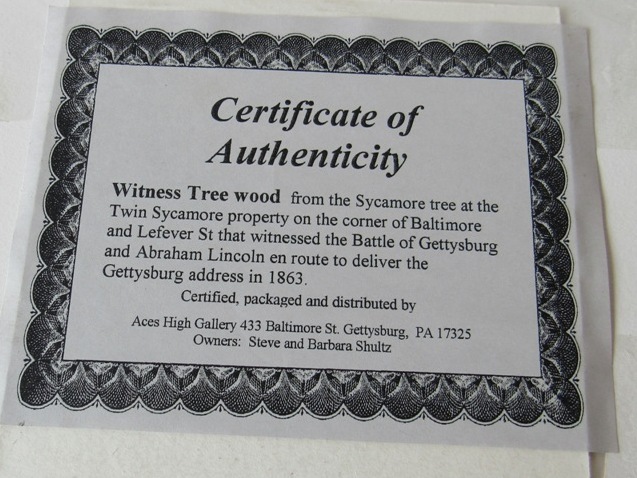 Certificate of
Authenticity
Witness Tree wood from the Sycamore tree at the
Twin Sycamore property on the corner of Baltimore
and Lefever St that witnessed the Battle of Gettysburg
and Abraham Lincoln en route to deliver the
Gettysburg address in 1863.
Certified, packaged and distributed by
Aces High Gallery 433 Baltimore St. Gettysburg, PA 17325
Owners: Steve and Barbara Shultz